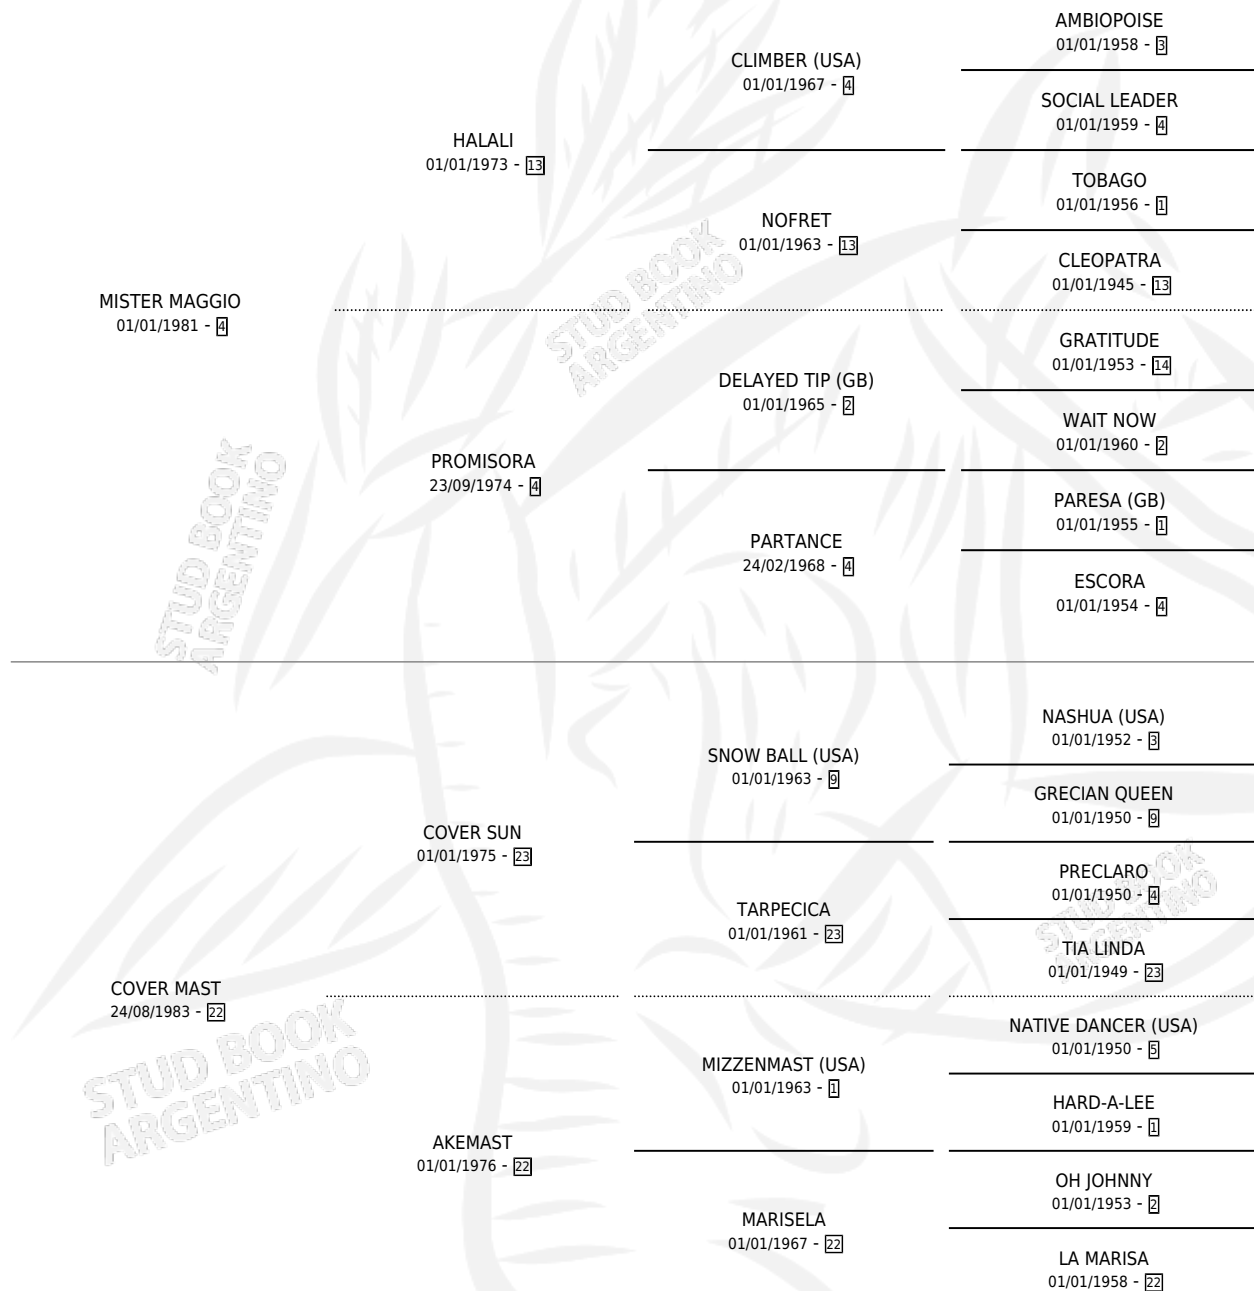 AMBIOPOISE
01/01/1958 - 3
CLIMBER (USA)
01/01/1967 - 4
SOCIAL LEADER
01/01/1959 - 4
HALALI
01/01/1973 - 13
TOBAGO
01/01/1956 - 1
NOFRET
01/01/1963 - 13
CLEOPATRA
01/01/1945 - 13
MISTER MAGGIO
01/01/1981 - 4
GRATITUDE
01/01/1953 - 14
DELAYED TIP (GB)
01/01/1965 - 2
WAIT NOW
01/01/1960 - 2
PROMISORA
23/09/1974 - 4
PARESA (GB)
01/01/1955 - 1
PARTANCE
24/02/1968 - 4
ESCORA
01/01/1954 - 4
NASHUA (USA)
01/01/1952 - 3
SNOW BALL (USA)
01/01/1963 - 9
GRECIAN QUEEN
01/01/1950 - 9
COVER SUN
01/01/1975 - 23
PRECLARO
01/01/1950 - 4
TARPECICA
01/01/1961 - 23
TIA LINDA
01/01/1949 - 23
COVER MAST
24/08/1983 - 22
NATIVE DANCER (USA)
01/01/1950 - 5
MIZZENMAST (USA)
01/01/1963 - 1
HARD-A-LEE
01/01/1959 - 1
AKEMAST
01/01/1976 - 22
OH JOHNNY
01/01/1953 - 2
MARISELA
01/01/1967 - 22
LA MARISA
01/01/1958 - 22
STUD BOOK
ARGENTINO
STUD BOOK
ARGENTINO
STUD BOOK
ARGENTINO
STUD BOOK
ARGENTINO